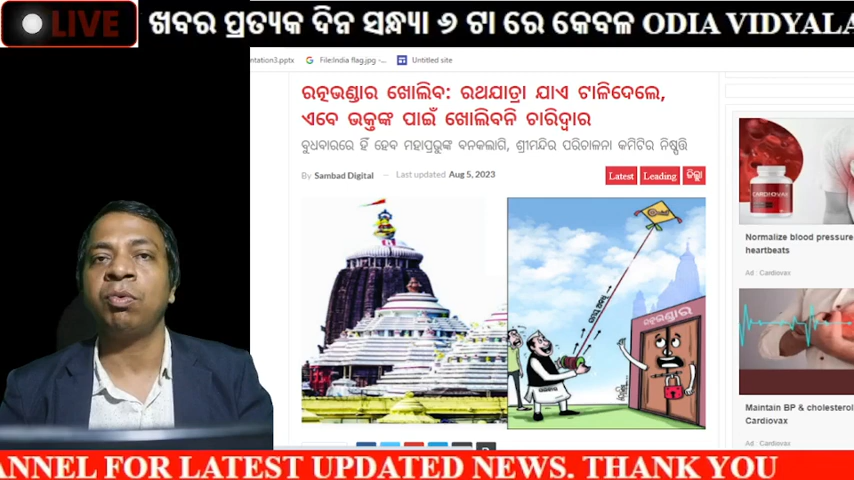 LIVE
ଖବର ପ୍ରତ୍ୟକ ଦିନ ସନ୍ଧ୍ୟା ୬ ଟା ରେ କେବଳ ODIA VIDYALA
ntation3.pptx File:India flag.jpg -... Untitled site
ରତ୍ନଭଣ୍ଡାର ଖୋଲିବ: ରଥଯାତ୍ରା ଯାଏ ଟାଳିଦେଲେ,
ଏବେ ଭକ୍ତଙ୍କ ପାଇଁ ଖୋଲିବନି ଚାରିଦ୍ୱାର
ବୁଧବାରରେ ହିଁ ହେବ ମହାପ୍ରଭୁଙ୍କ ବନକଲାଗି, ଶ୍ରୀମନ୍ଦିର ପରିଚାଳନା କମିଟିର ନିଷ୍ପତ୍ତି
By Sambad Digital — Last updated Aug 5, 2023
Latest Leading ଜିଲ୍ଲା
ରତ୍ନଭଣ୍ଡାର
CARDIOVAX
Normalize blood pressure
heartbeats
Ad : Cardiovax
Maintain BP & cholesterol
Cardiovax
Ad : Cardiovax
ANNEL FOR LATEST UPDATED NEWS. THANK YOU